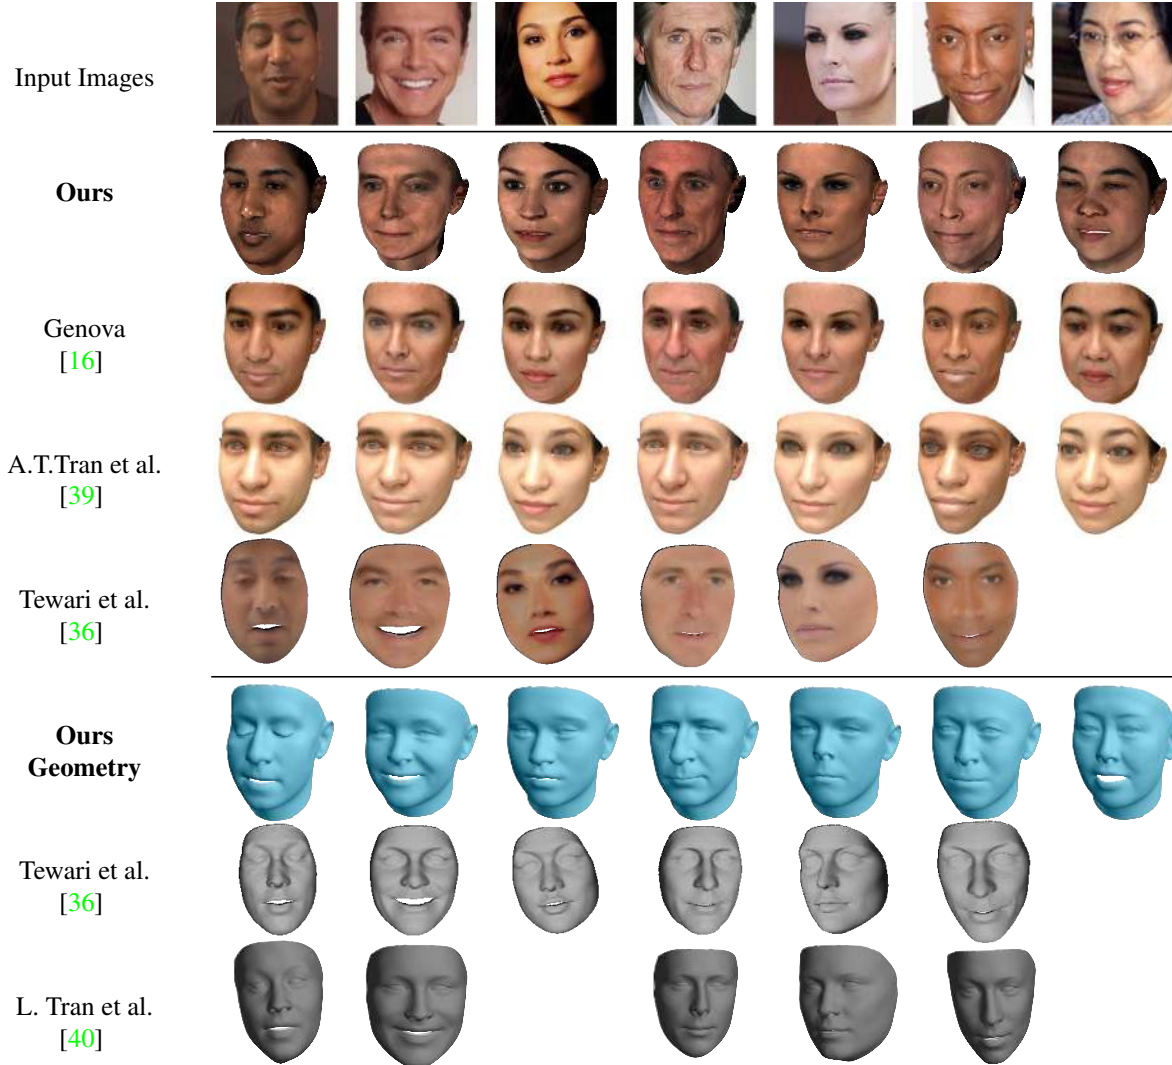 Input Images
Ours
Genova
[16]
A.T.Tran et al.
[39]
Tewari et al.
[36]
Ours
Geometry
Tewari et al.
[36]
L. Tran et al.
[40]